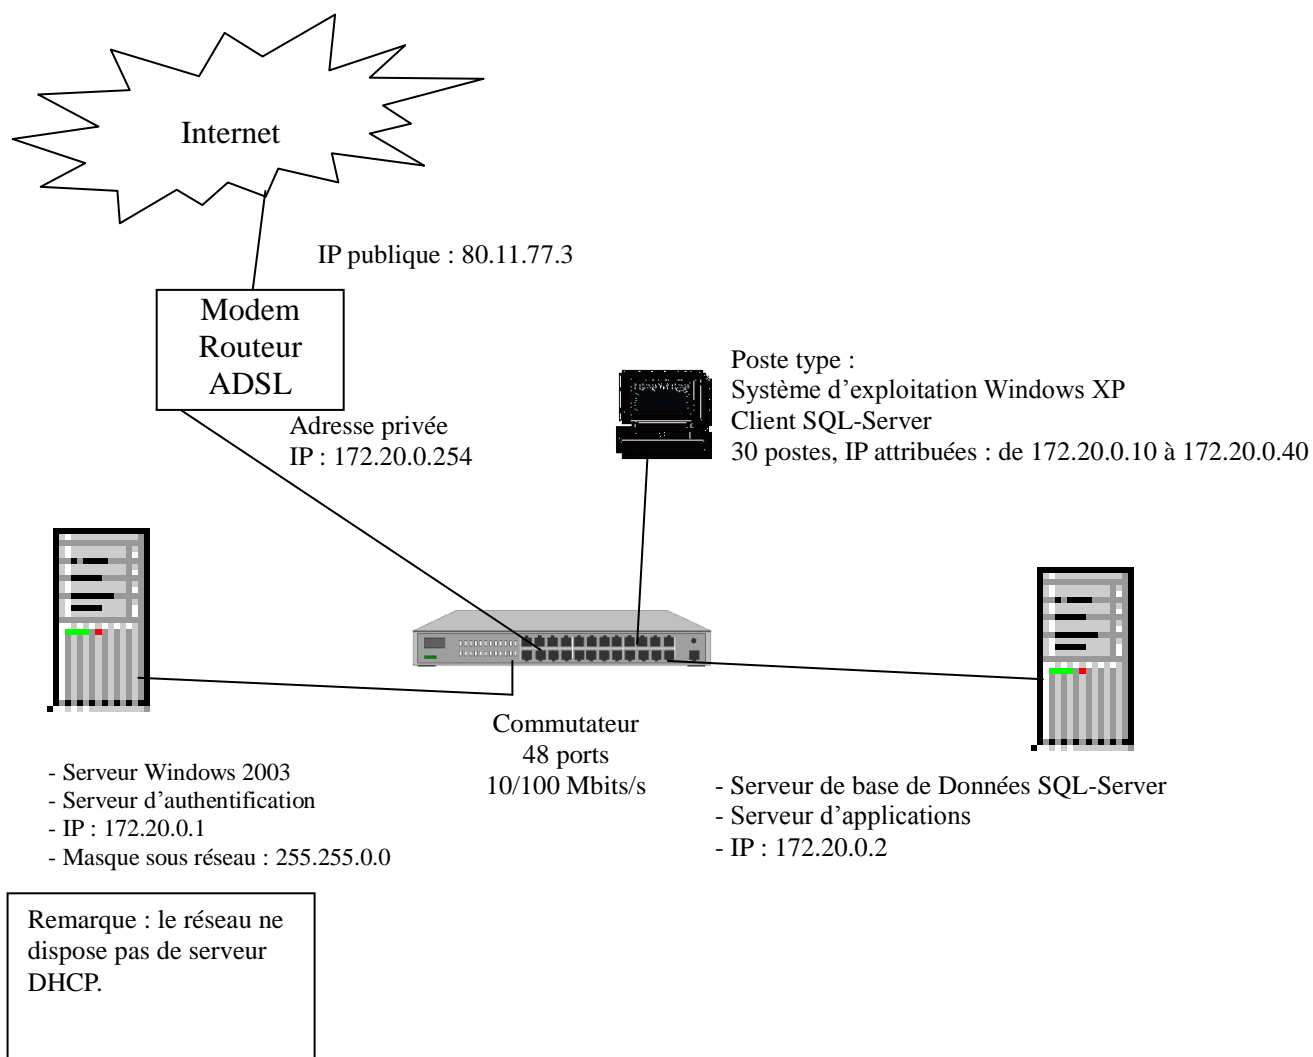 Internet
IP publique : 80.11.77.3
Modem
Routeur
ADSL
Adresse privée
IP : 172.20.0.254
Poste type :
Système d’exploitation Windows XP
Client SQL-Server
30 postes, IP attribuées : de 172.20.0.10 à 172.20.0.40
Commutateur
48 ports
10/100 Mbits/s
- Serveur Windows 2003
- Serveur d’authentification
- IP : 172.20.0.1
- Masque sous réseau : 255.255.0.0
- Serveur de base de Données SQL-Server
- Serveur d’applications
- IP : 172.20.0.2
Remarque : le réseau ne
dispose pas de serveur
DHCP.